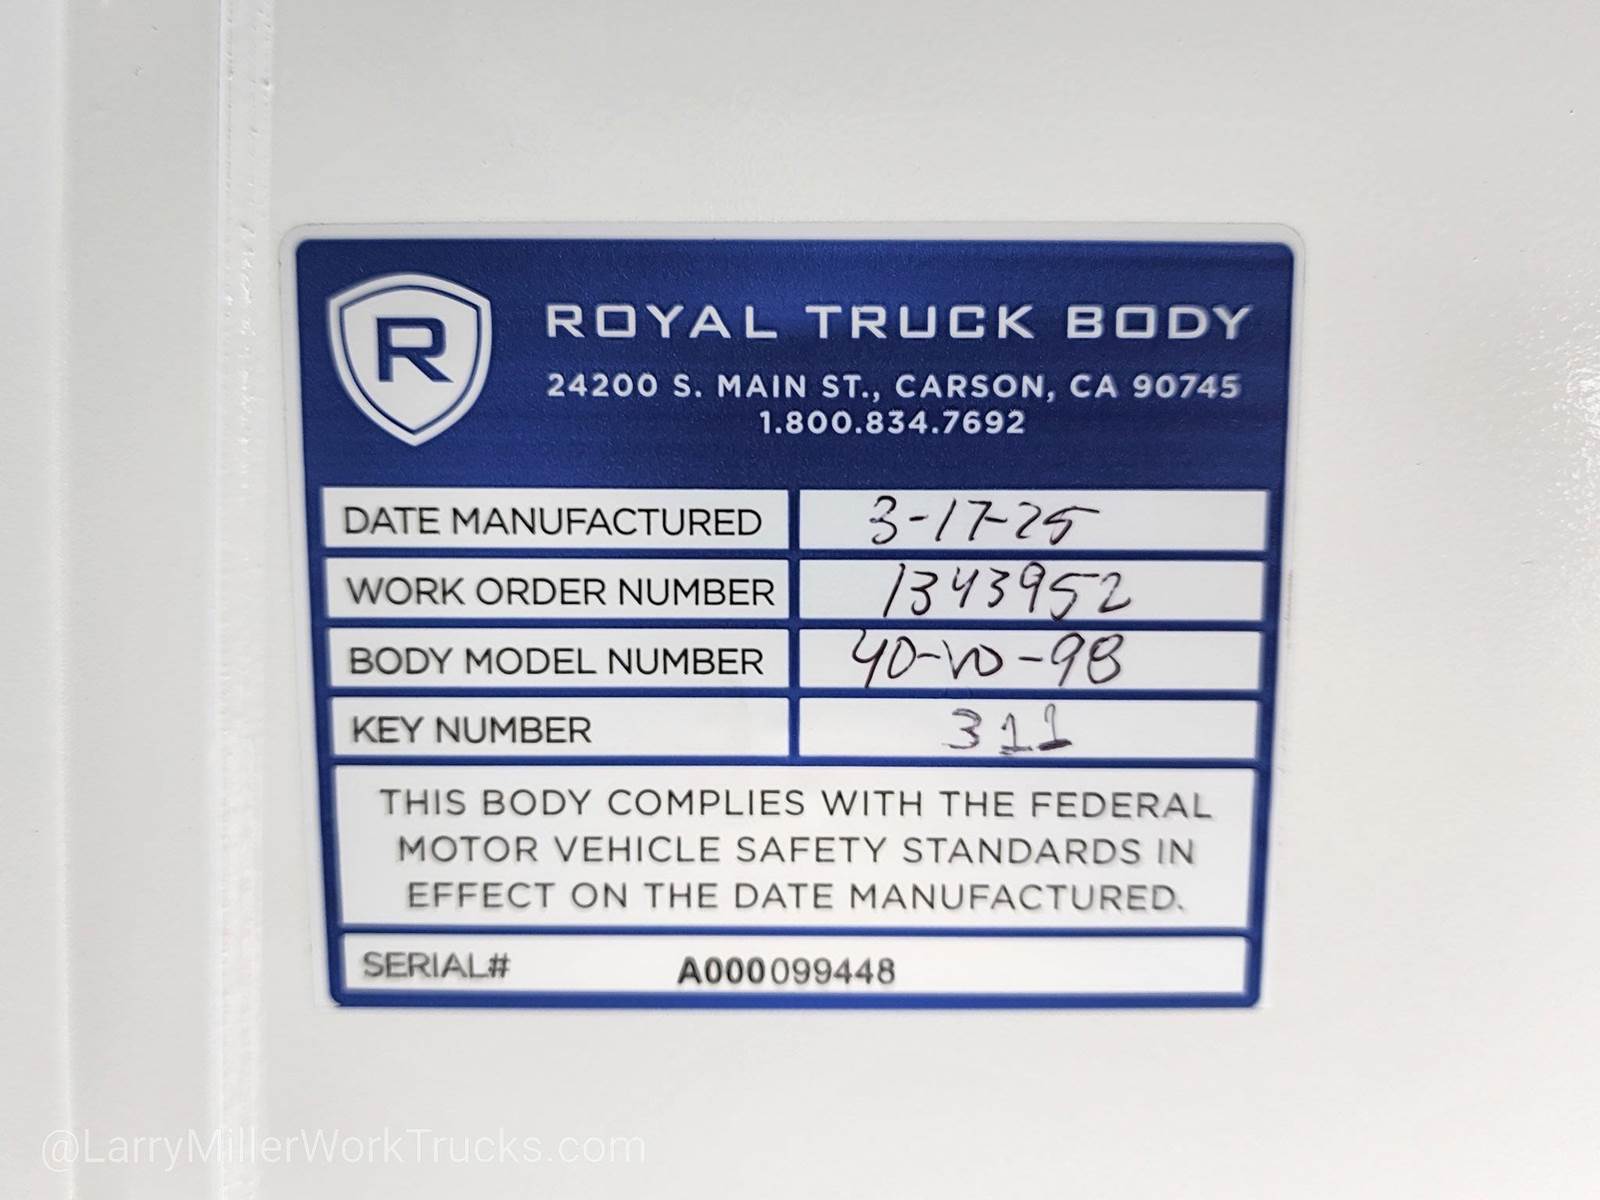 R
ROYAL TRUCK BODY
24200 S. MAIN ST., CARSON, CA 90745
1.800.834.7692
DATE MANUFACTURED 3-17-25
WORK ORDER NUMBER 1343952
BODY MODEL NUMBER 40-VO-98
KEY NUMBER 311
THIS BODY COMPLIES WITH THE FEDERAL
MOTOR VEHICLE SAFETY STANDARDS IN
EFFECT ON THE DATE MANUFACTURED.
SERIAL# A000099448
@LarryMillerWorkTrucks.com